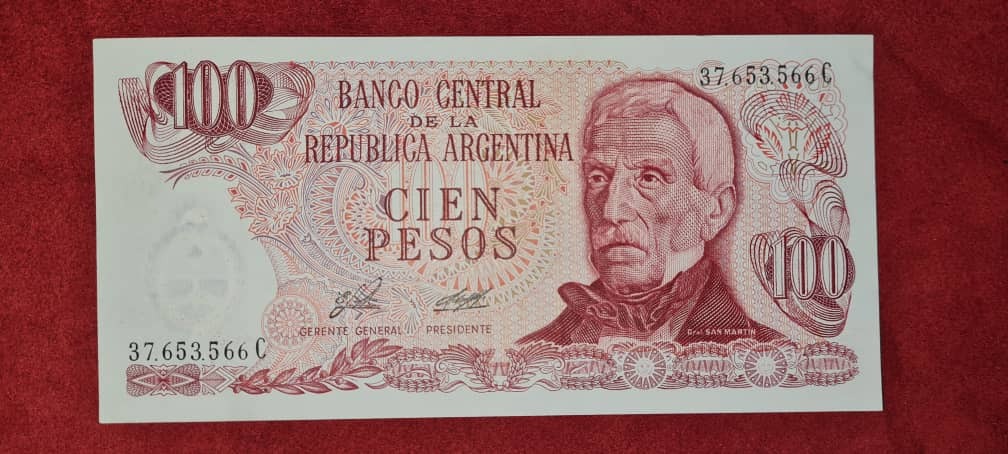 100
37.653.566 C
BANCO CENTRAL
DE LA
REPUBLICA ARGENTINA
CIEN
PESOS
GERENTE GENERAL
PRESIDENTE
Gral. SAN MARTIN
100
37.653.566 C